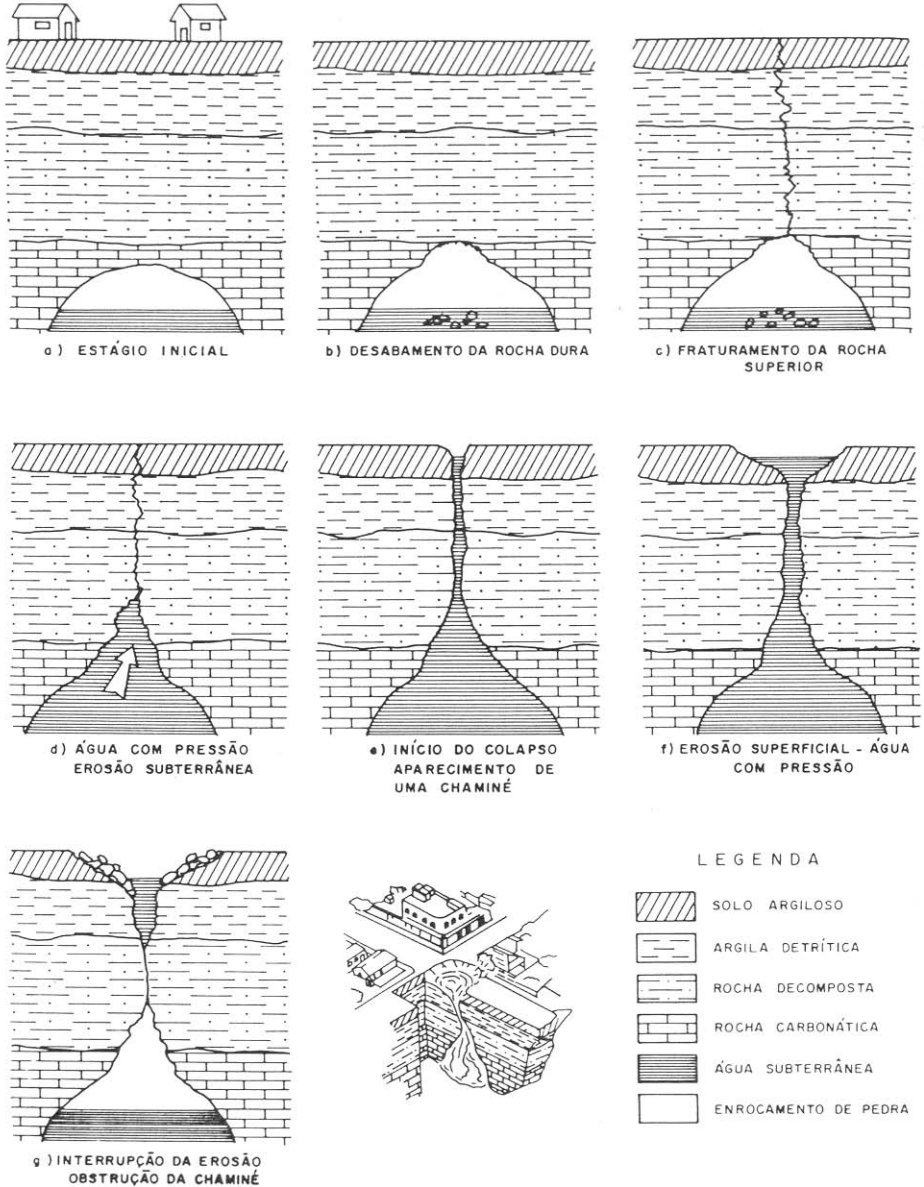 a) ESTÁGIO INICIAL
b) DESABAMENTO DA ROCHA DURA
c) FRATURAMENTO DA ROCHA
SUPERIOR
d) ÁGUA COM PRESSÃO
EROSÃO SUBTERRÂNEA
e) INÍCIO DO COLAPSO
APARECIMENTO DE
UMA CHAMINÉ
f) EROSÃO SUPERFICIAL - ÁGUA
COM PRESSÃO
g) INTERRUPÇÃO DA EROSÃO
OBSTRUÇÃO DA CHAMINÉ
LEGENDA
SOLO ARGILOSO
ARGILA DETRÍTICA
ROCHA DECOMPOSTA
ROCHA CARBONÁTICA
ÁGUA SUBTERRÂNEA
ENROCAMENTO DE PEDRA